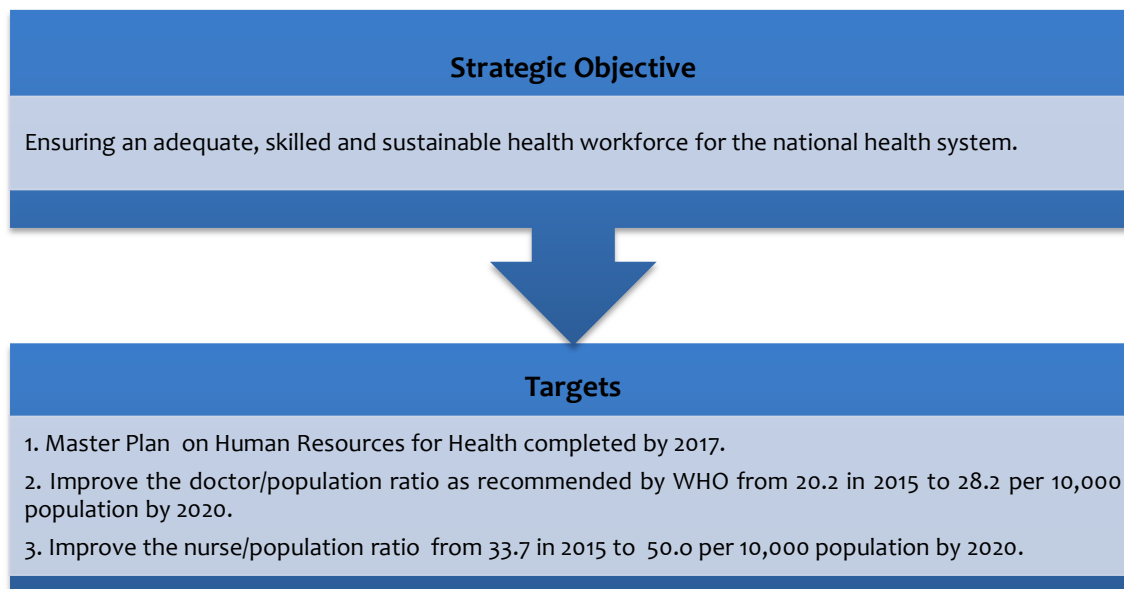 Strategic Objective
Ensuring an adequate, skilled and sustainable health workforce for the national health system.
Targets
1. Master Plan on Human Resources for Health completed by 2017.
2. Improve the doctor/population ratio as recommended by WHO from 20.2 in 2015 to 28.2 per 10,000
population by 2020.
3. Improve the nurse/population ratio from 33.7 in 2015 to 50.0 per 10,000 population by 2020.